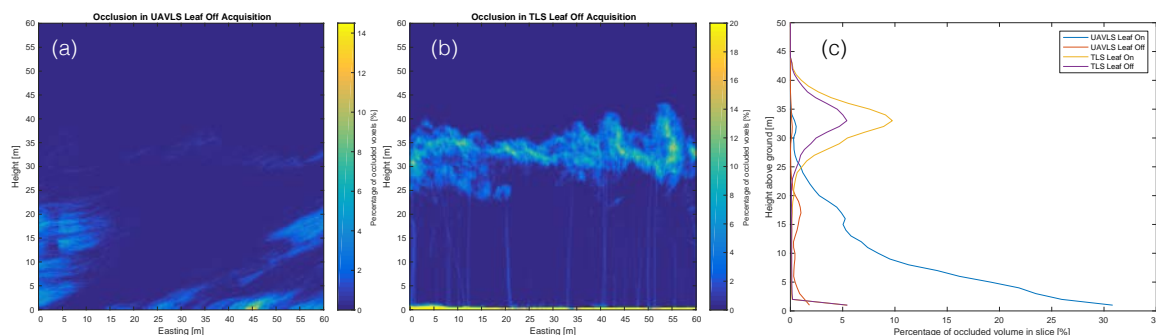 Occlusion in UAVLS Leaf Off Acquisition
(a)
60
55
50
45
40
35
30
25
20
15
10
5
0
Height [m]
0 5 10 15 20 25 30 35 40 45 50 55 60
Easting [m]
14
12
10
8
6
4
2
0
Percentage of occluded voxels [%]
Occlusion in TLS Leaf Off Acquisition
(b)
60
55
50
45
40
35
30
25
20
15
10
5
0
Height [m]
0 5 10 15 20 25 30 35 40 45 50 55 60
Easting [m]
20
18
16
14
12
10
8
6
4
2
0
Percentage of occluded voxels [%]
(c)
UAVLS Leaf On
UAVLS Leaf Off
TLS Leaf On
TLS Leaf Off
50
45
40
35
30
25
20
15
10
5
0
Height above ground [m]
0 5 10 15 20 25 30 35
Percentage of occluded volume in slice [%]